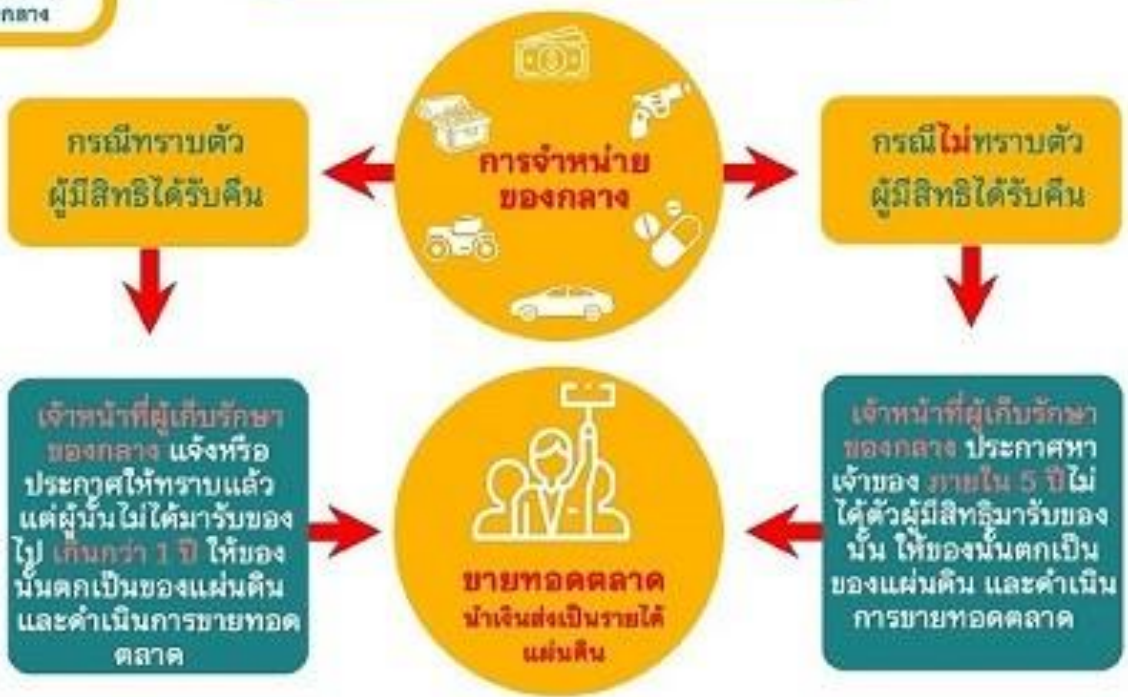 กลาง
การจำหน่าย
ของกลาง
กรณีทราบตัว
ผู้มีสิทธิได้รับคืน
กรณีไม่ทราบตัว
ผู้มีสิทธิได้รับคืน
เจ้าหน้าที่ผู้เก็บรักษา
ของกลาง แจ้งหรือ
ประกาศให้ทราบแล้ว
แต่ผู้นั้นไม่ได้มารับของ
ไป เกินกว่า 1 ปี ให้ของ
นั้นตกเป็นของแผ่นดิน
และดำเนินการขายทอด
ตลาด
ขายทอดตลาด
นำเงินส่งเป็นรายได้
แผ่นดิน
เจ้าหน้าที่ผู้เก็บรักษา
ของกลาง ประกาศหา
เจ้าของ ภายใน 5 ปีไม่
ได้ตัวผู้มีสิทธิมารับของ
นั้น ให้ของนั้นตกเป็น
ของแผ่นดิน และดำเนิน
การขายทอดตลาด